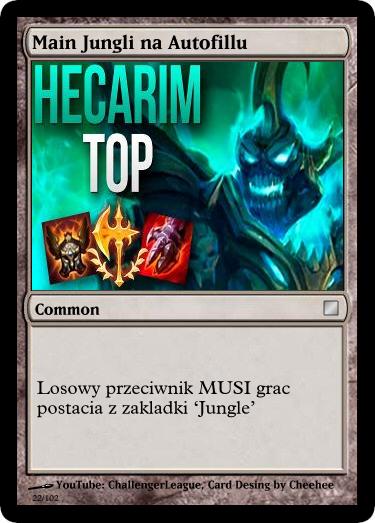 Main Jungli na Autofillu
HECARIM
TOP
Common
Losowy przeciwnik MUSI grac
postacia z zakladki ‘Jungle’
YouTube: ChallengerLeague, Card Desing by Cheehee
22/102